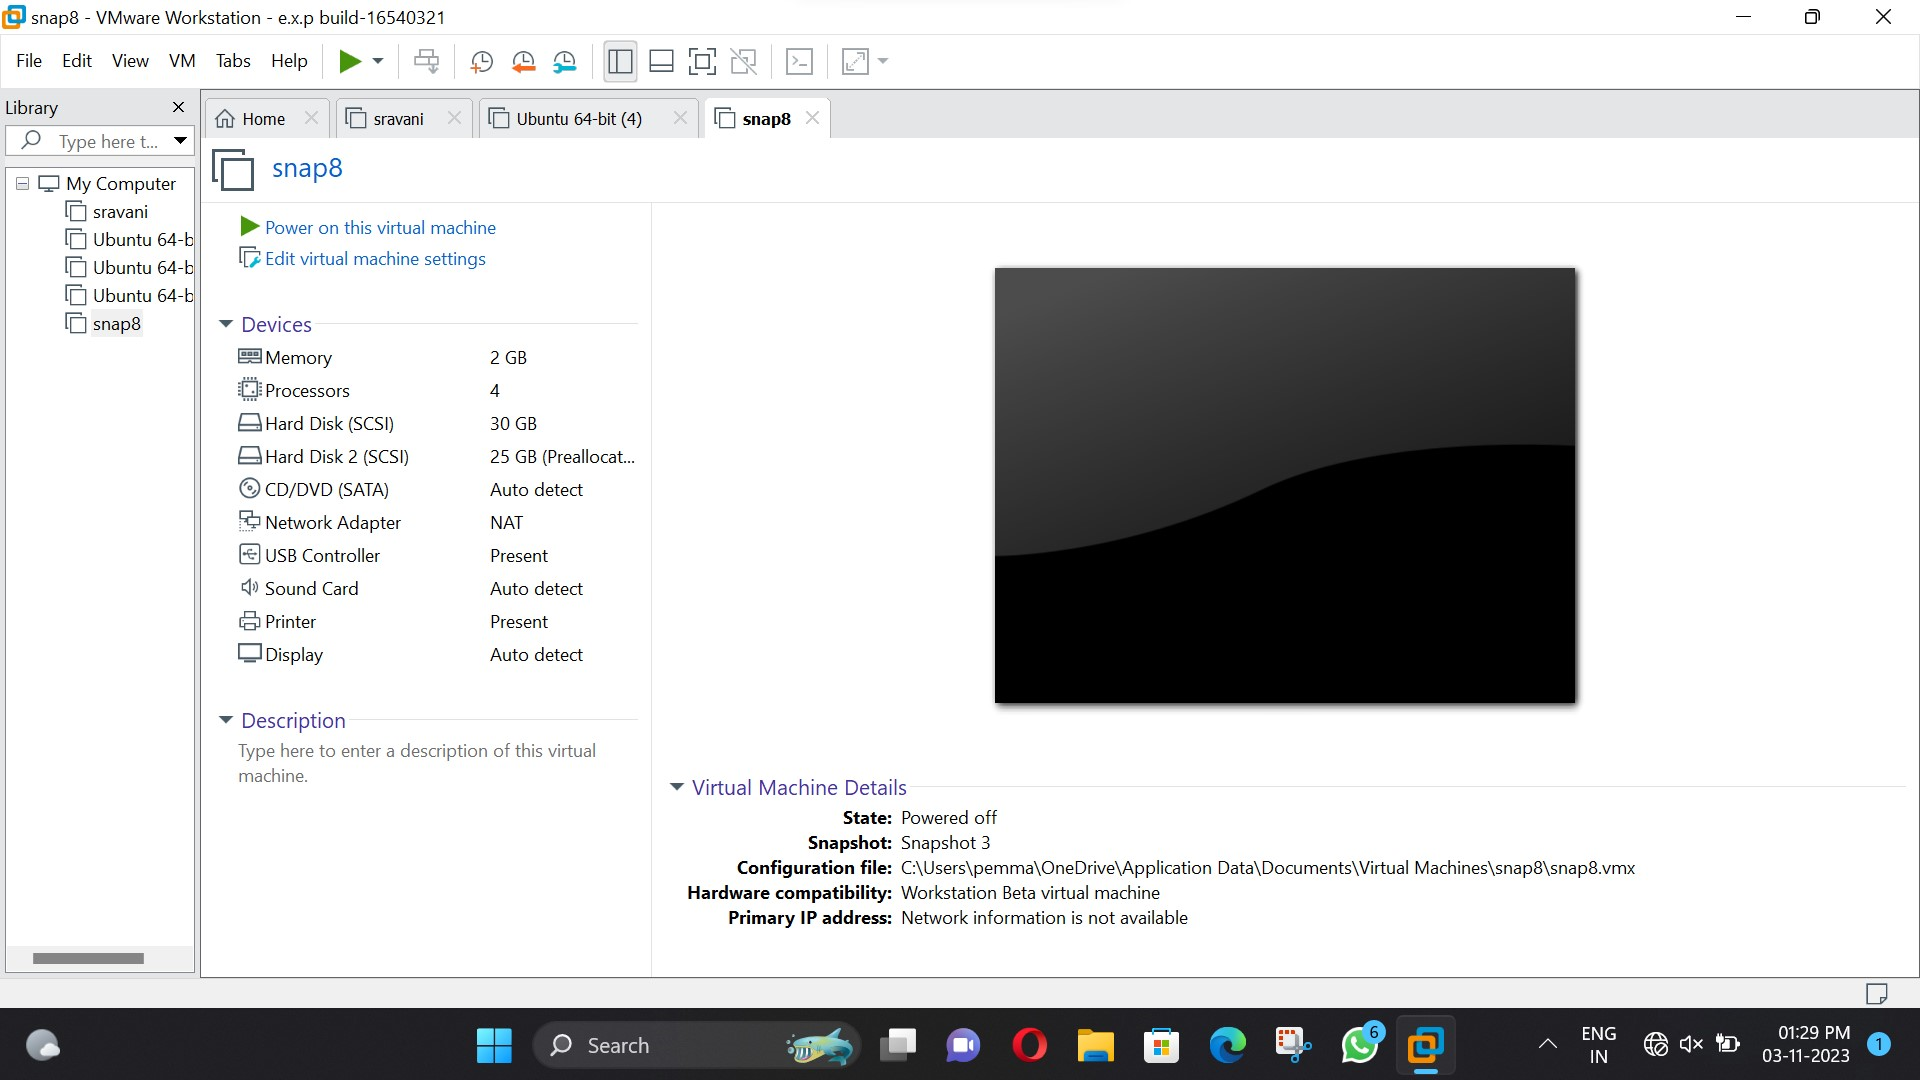 snap8 - VMware Workstation - e.x.p build-16540321
File Edit View VM Tabs Help
Library
Type here t...
My Computer
sravani
Ubuntu 64-b
Ubuntu 64-b
Ubuntu 64-b
snap8
Home
sravani
Ubuntu 64-bit (4)
snap8
snap8
Power on this virtual machine
Edit virtual machine settings
Devices
Memory 2 GB
Processors 4
Hard Disk (SCSI) 30 GB
Hard Disk 2 (SCSI) 25 GB (Preallocat...
CD/DVD (SATA) Auto detect
Network Adapter NAT
USB Controller Present
Sound Card Auto detect
Printer Present
Display Auto detect
Description
Type here to enter a description of this virtual
machine.
Virtual Machine Details
State: Powered off
Snapshot: Snapshot 3
Configuration file: C:\Users\pemma\OneDrive\Application Data\Documents\Virtual Machines\snap8\snap8.vmx
Hardware compatibility: Workstation Beta virtual machine
Primary IP address: Network information is not available
Search
6
ENG
IN
01:29 PM
03-11-2023
1